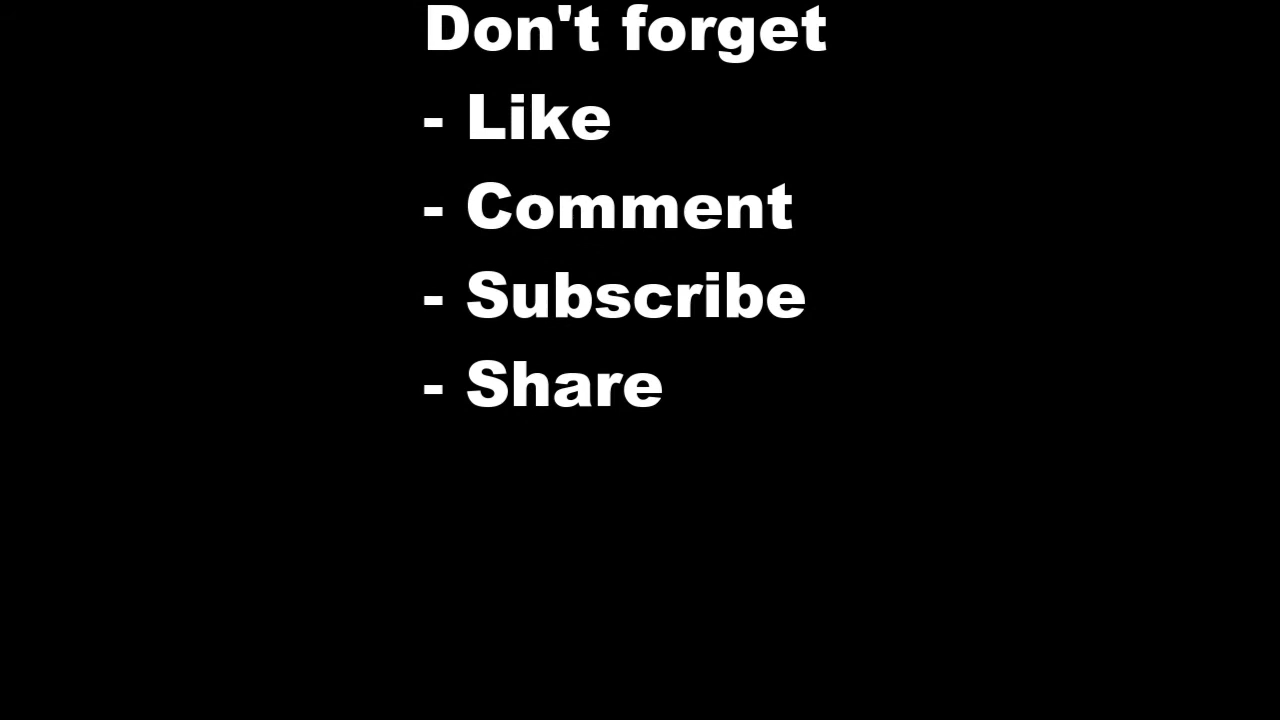 Don't forget
- Like
- Comment
- Subscribe
- Share